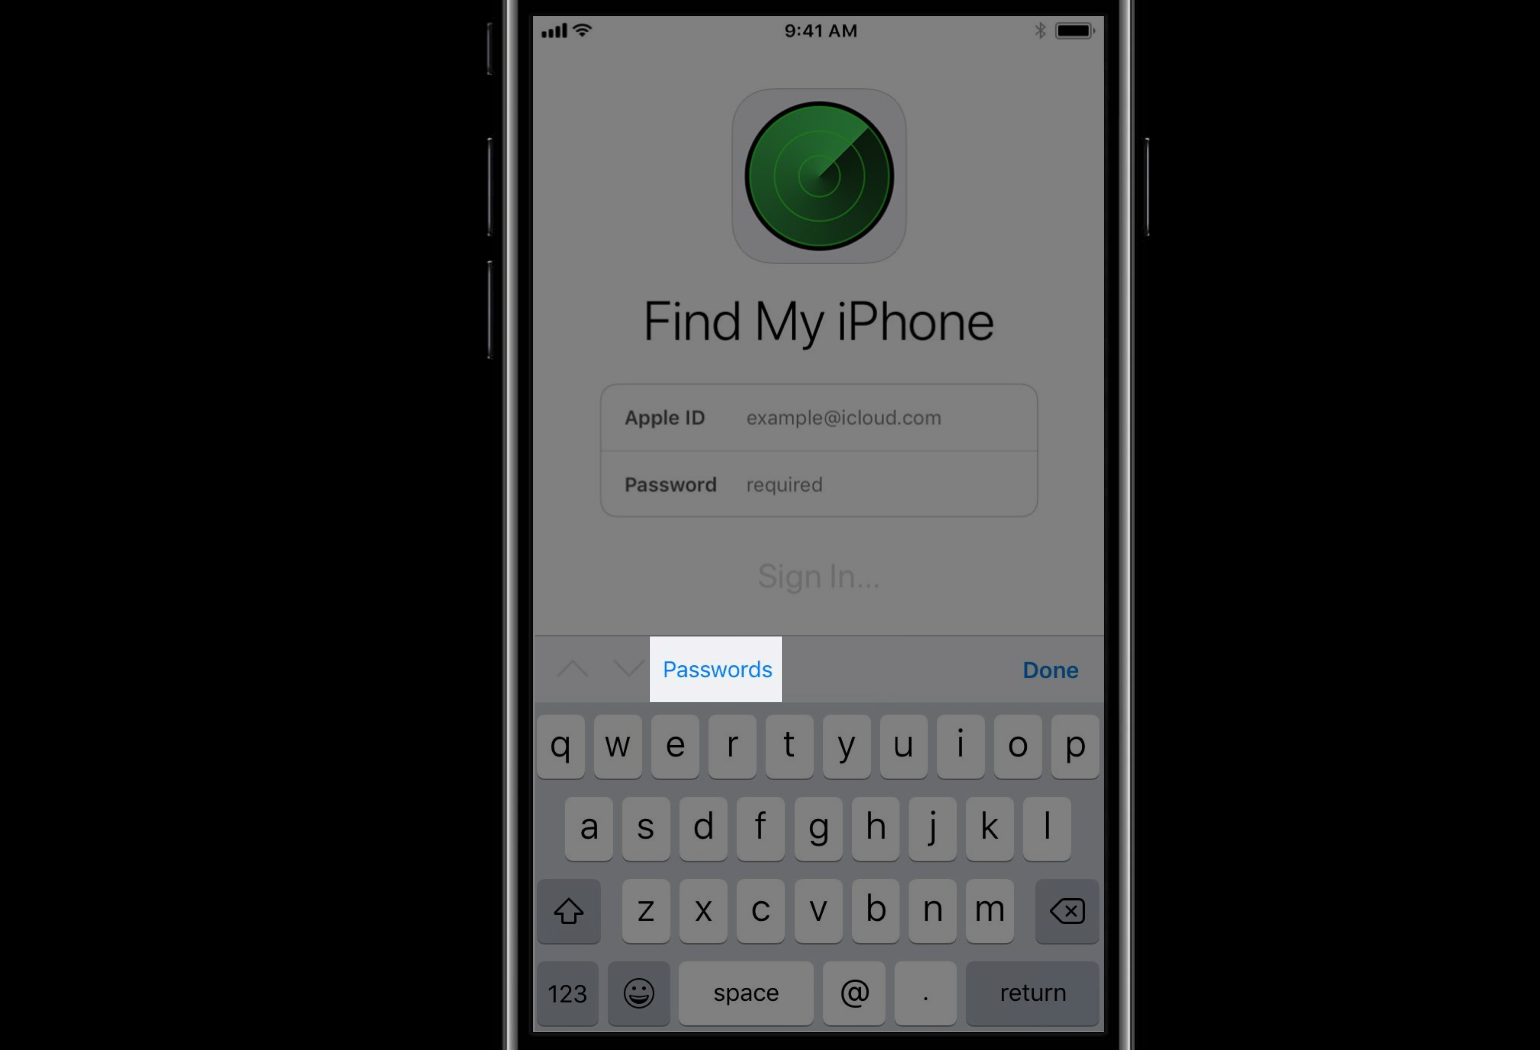 9:41 AM
Find My iPhone
Apple ID example@icloud.com
Password required
Sign In...
Passwords Done
q w e r t y u i o p
a s d f g h j k l
z x c v b n m
123 space @ . return